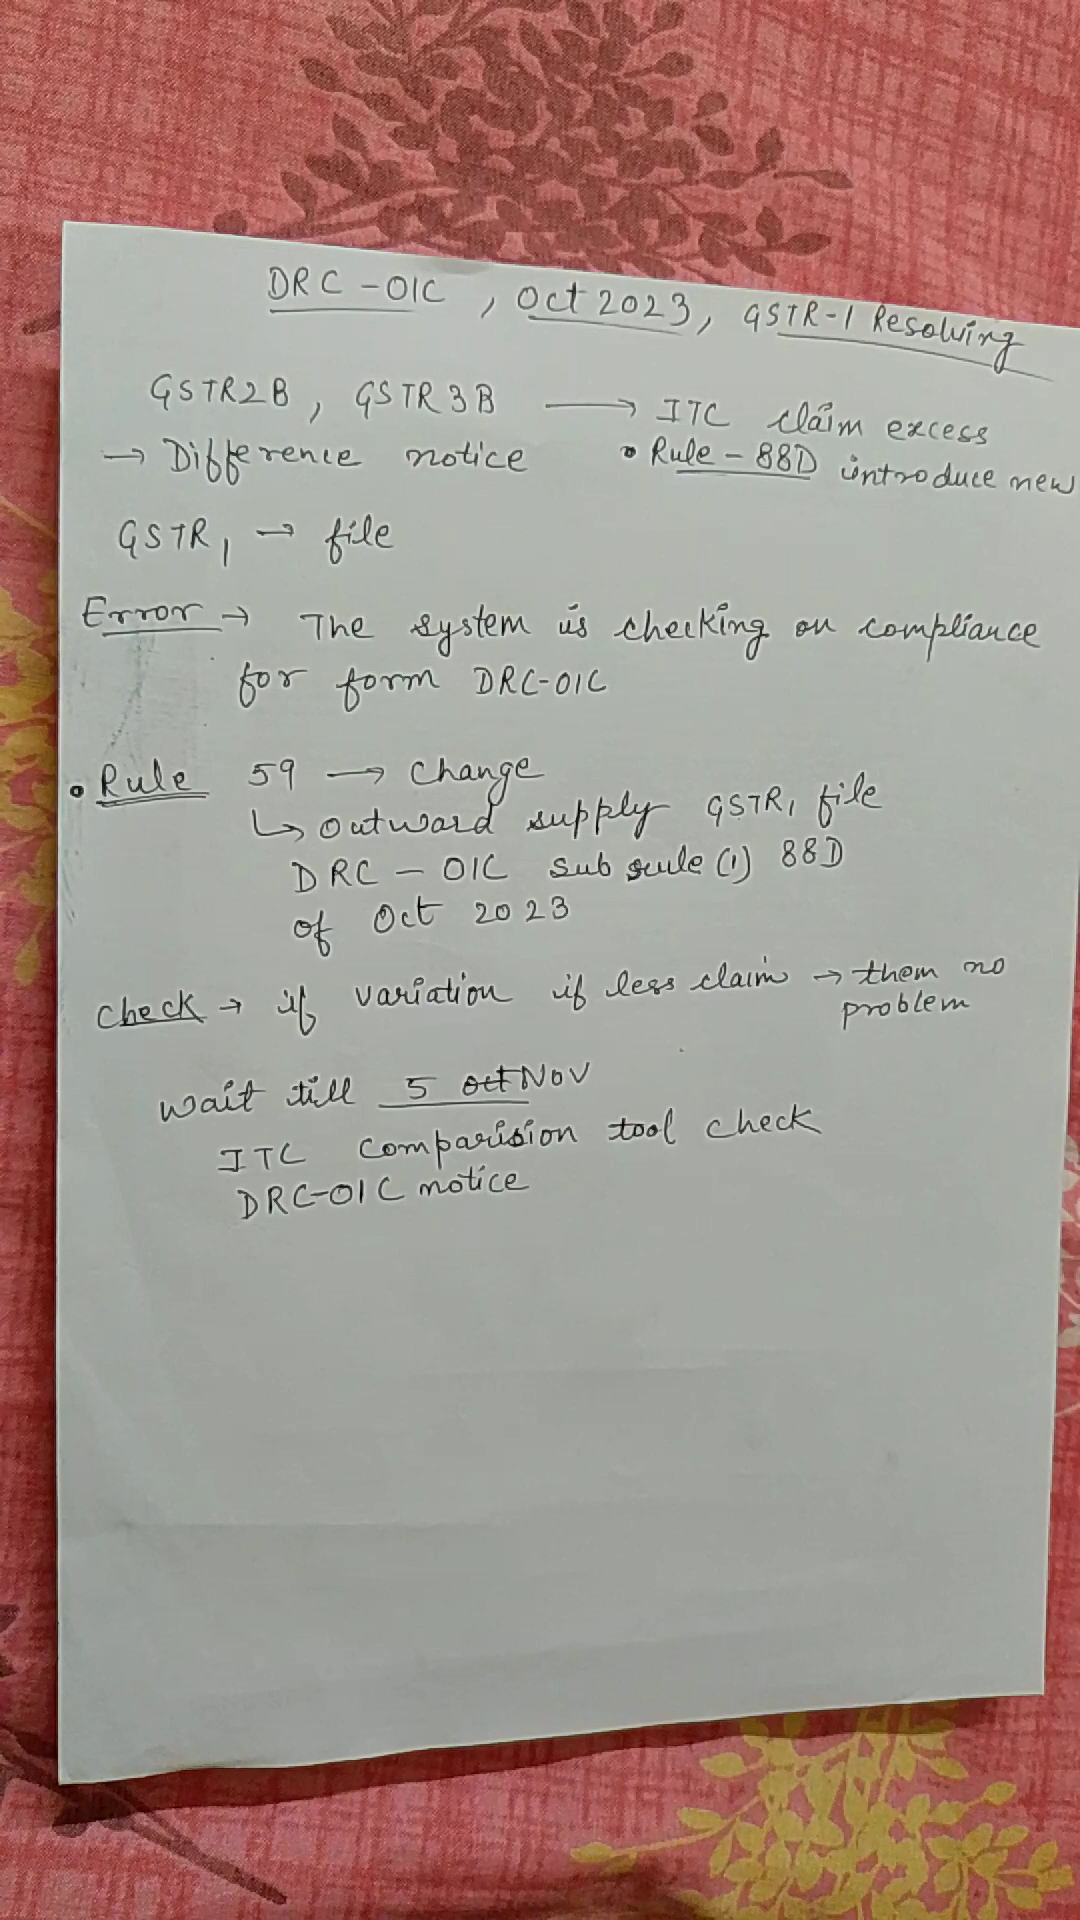 DRC-01C, Oct 2023, GSTR-1 Resolving
GSTR2B, GSTR3B → ITC claim excess
→ Difference notice • Rule-88D introduce new
GSTR1 → file
Error → The system is checking on compliance
for form DRC-01C
• Rule 59 → Change
↳ outward supply GSTR1 file
DRC-01C sub rule (1) 88D
of Oct 2023
Check → if variation if less claim → them no
problem
wait till 5 oct Nov
ITC Comparision tool check
DRC-01C notice